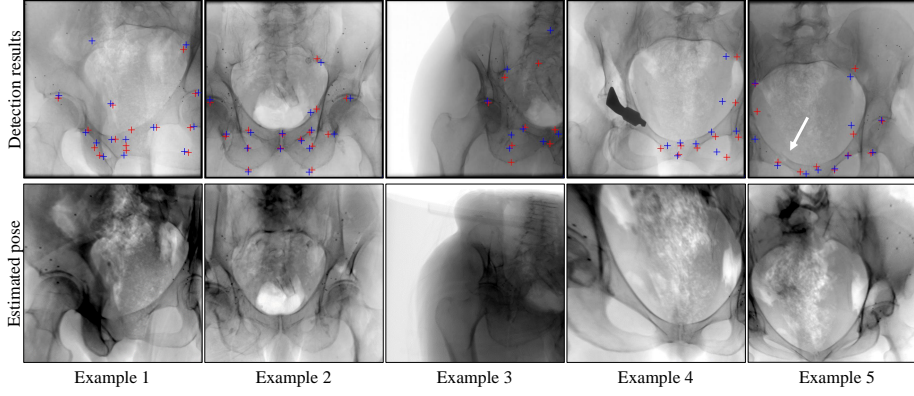 Detection results
Estimated pose
Example 1
Example 2
Example 3
Example 4
Example 5